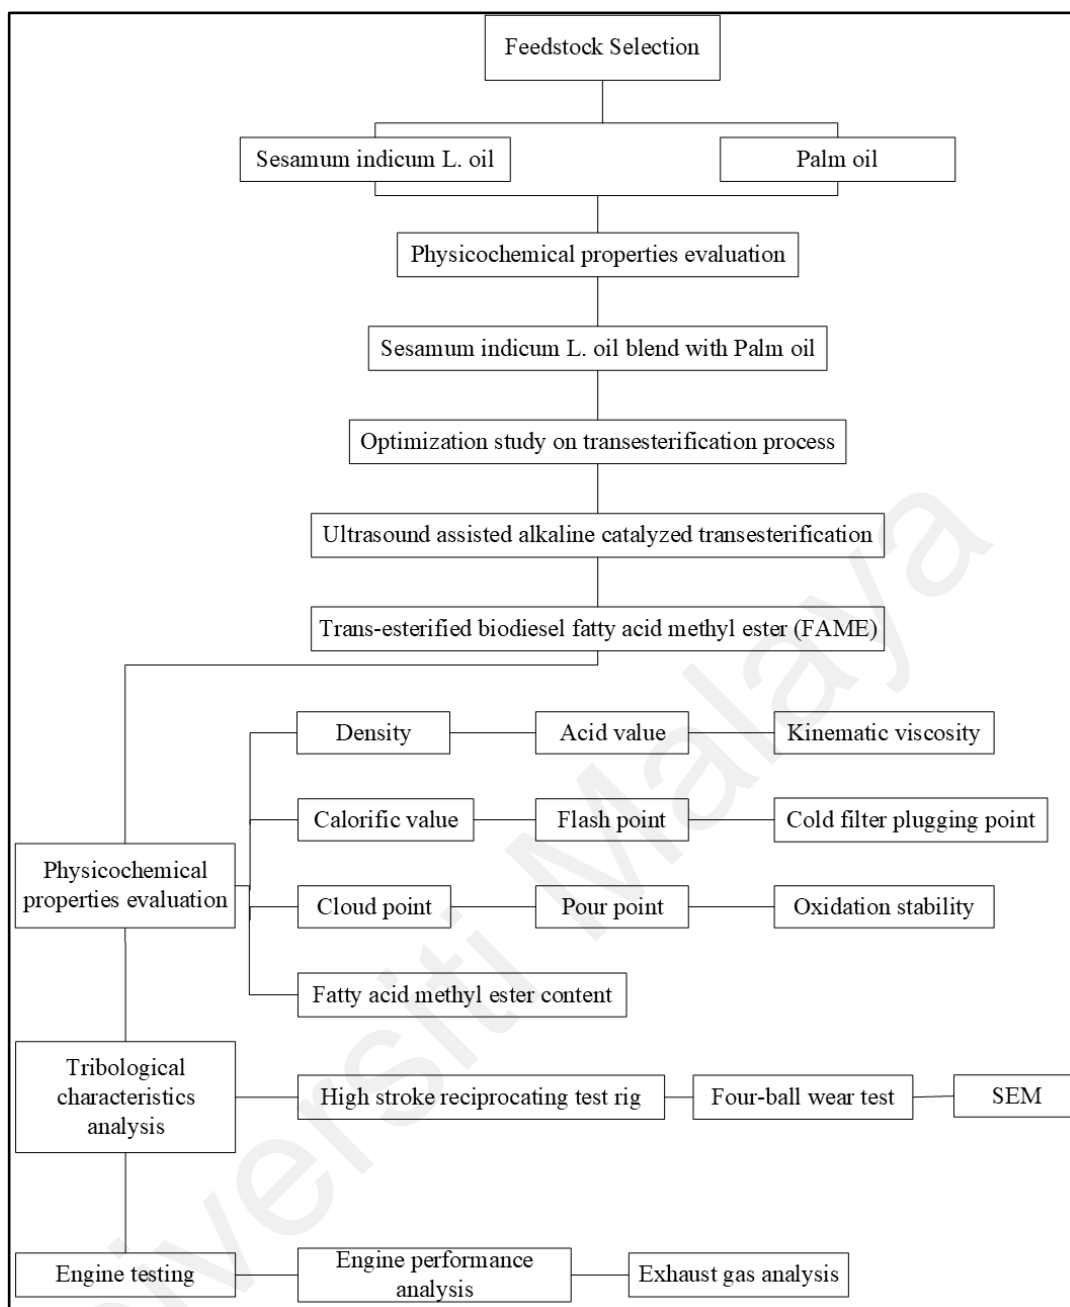 Feedstock Selection
Sesamum indicum L. oil
Palm oil
Physicochemical properties evaluation
Sesamum indicum L. oil blend with Palm oil
Optimization study on transesterification process
Ultrasound assisted alkaline catalyzed transesterification
Trans-esterified biodiesel fatty acid methyl ester (FAME)
Density
Acid value
Kinematic viscosity
Calorific value
Flash point
Cold filter plugging point
Physicochemical
properties evaluation
Cloud point
Pour point
Oxidation stability
Fatty acid methyl ester content
Tribological
characteristics
analysis
High stroke reciprocating test rig
Four-ball wear test
SEM
Engine testing
Engine performance
analysis
Exhaust gas analysis
versiti Malaya